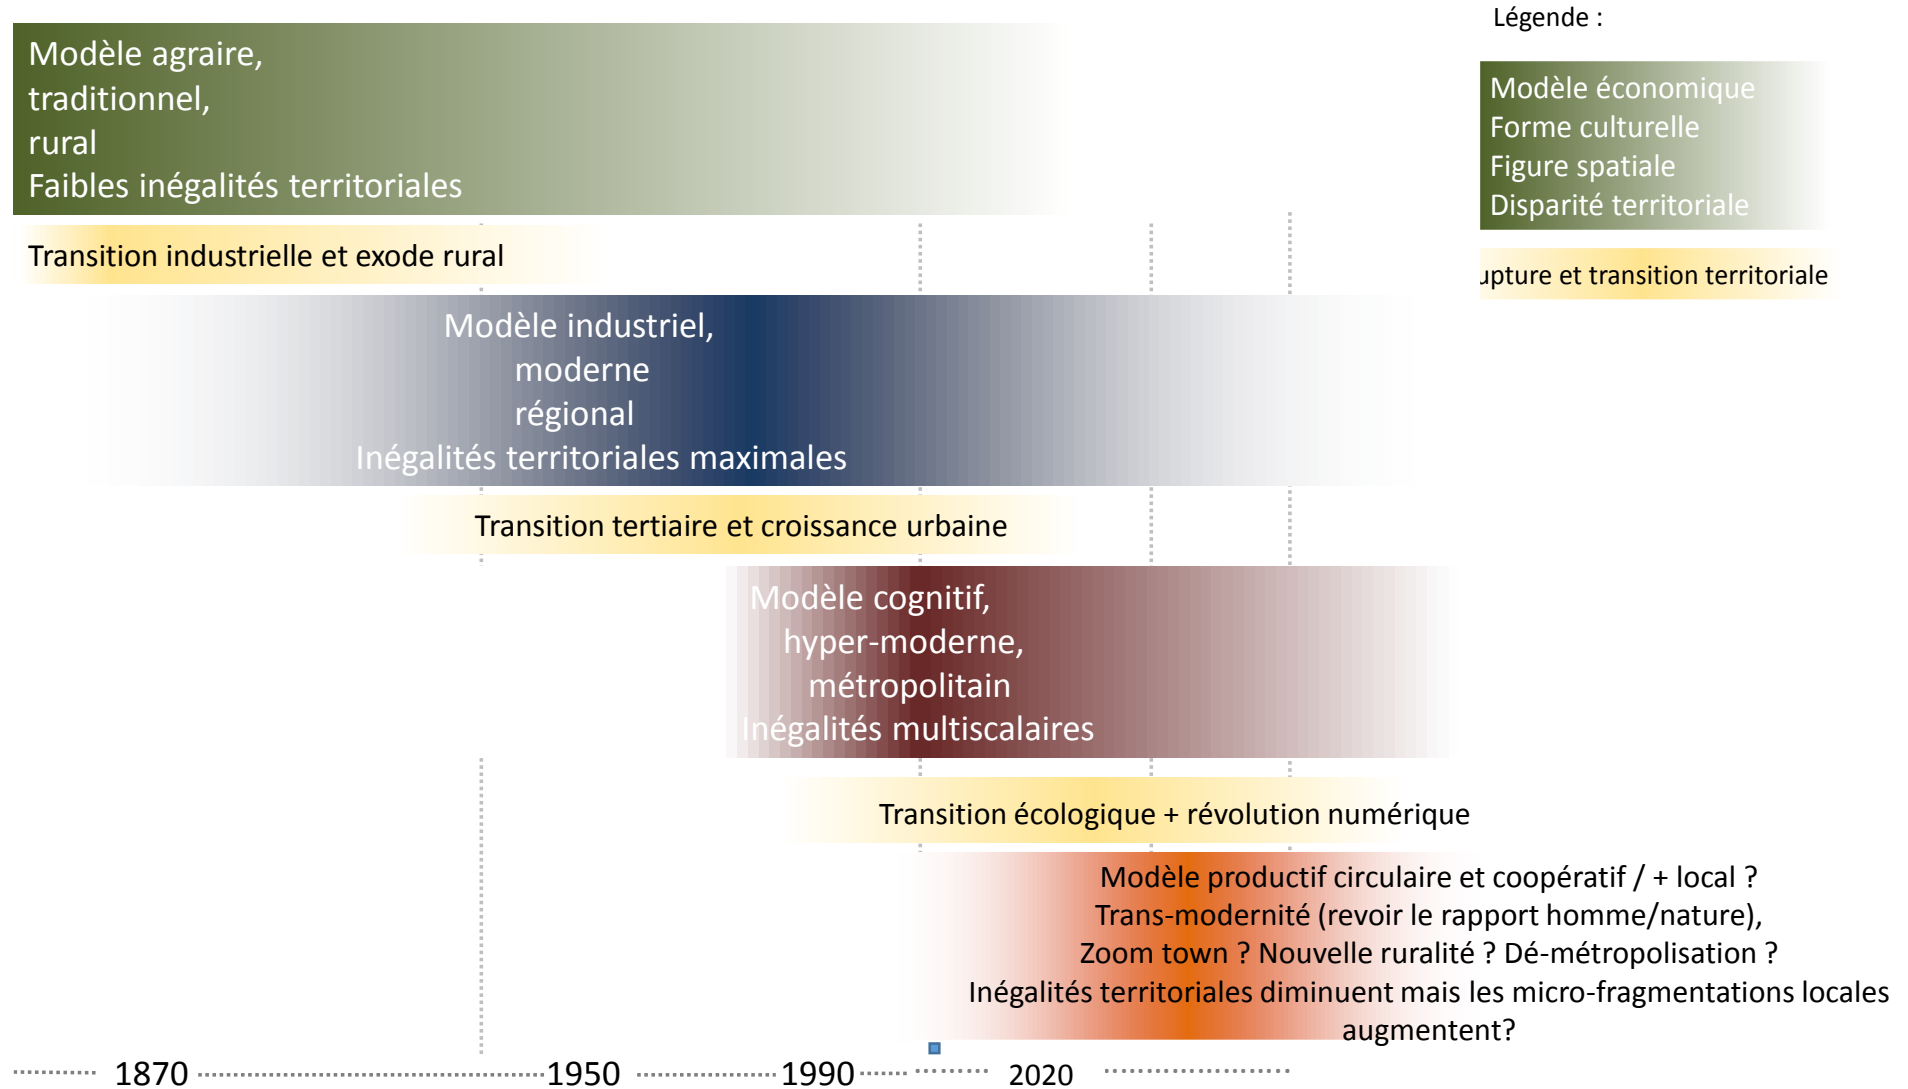 Légende :
Modèle agraire,
traditionnel,
rural
Faibles inégalités territoriales
Modèle économique
Forme culturelle
Figure spatiale
Disparité territoriale
Transition industrielle et exode rural
upture et transition territoriale
Modèle industriel,
moderne
régional
Inégalités territoriales maximales
Transition tertiaire et croissance urbaine
Modèle cognitif,
hyper-moderne,
métropolitain
Inégalités multiscalaires
Transition écologique + révolution numérique
Modèle productif circulaire et coopératif / + local ?
Trans-modernité (revoir le rapport homme/nature),
Zoom town ? Nouvelle ruralité ? Dé-métropolisation ?
Inégalités territoriales diminuent mais les micro-fragmentations locales
augmentent?
1870 1950 1990 2020